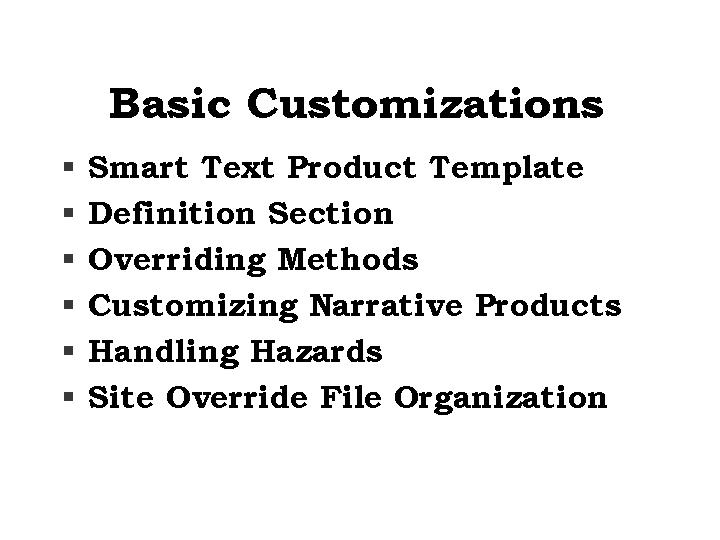 Basic Customizations
▪ Smart Text Product Template
▪ Definition Section
▪ Overriding Methods
▪ Customizing Narrative Products
▪ Handling Hazards
▪ Site Override File Organization